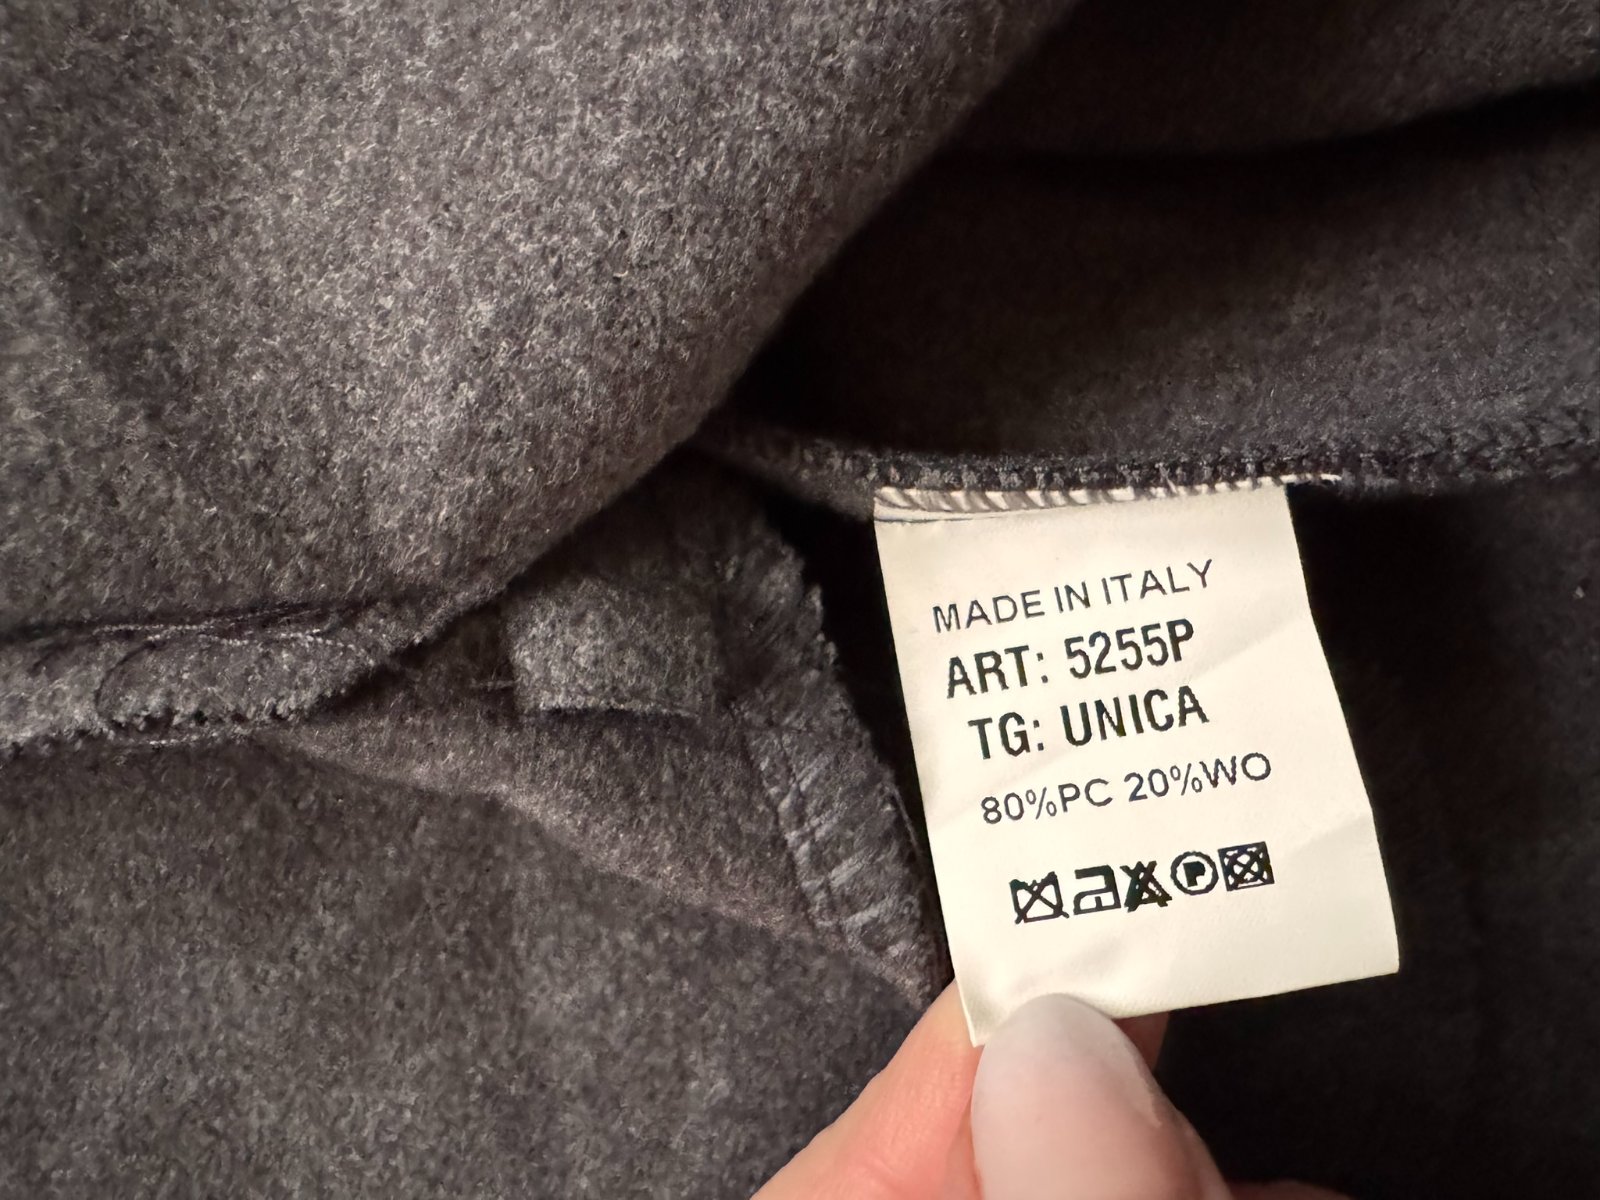 MADE IN ITALY
ART: 5255P
TG: UNICA
80%PC 20%WO
P